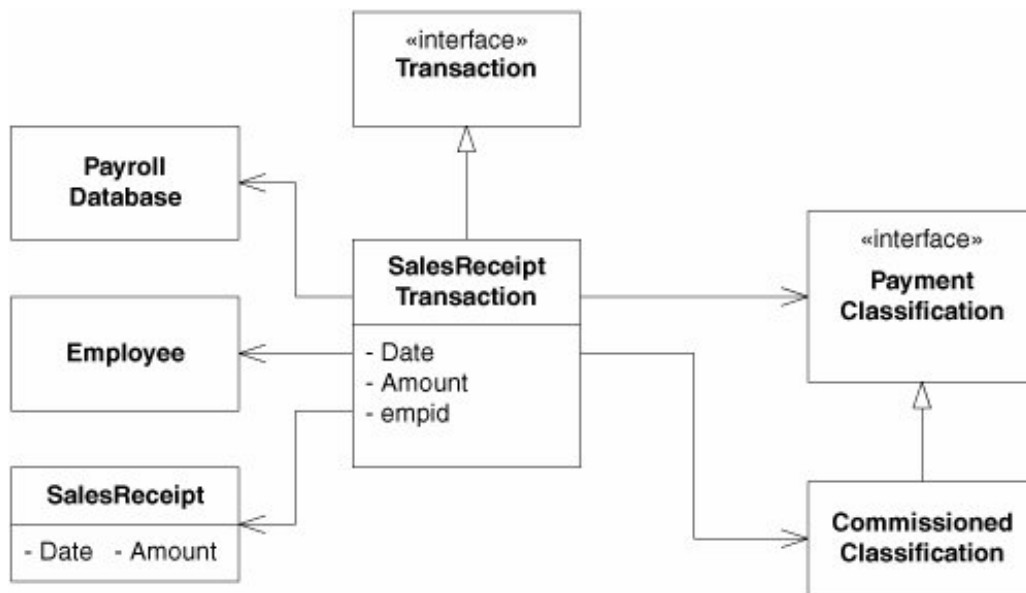 «interface»
Transaction
Payroll
Database
SalesReceipt
Transaction
- Date
- Amount
- empid
«interface»
Payment
Classification
Employee
SalesReceipt
- Date - Amount
Commissioned
Classification